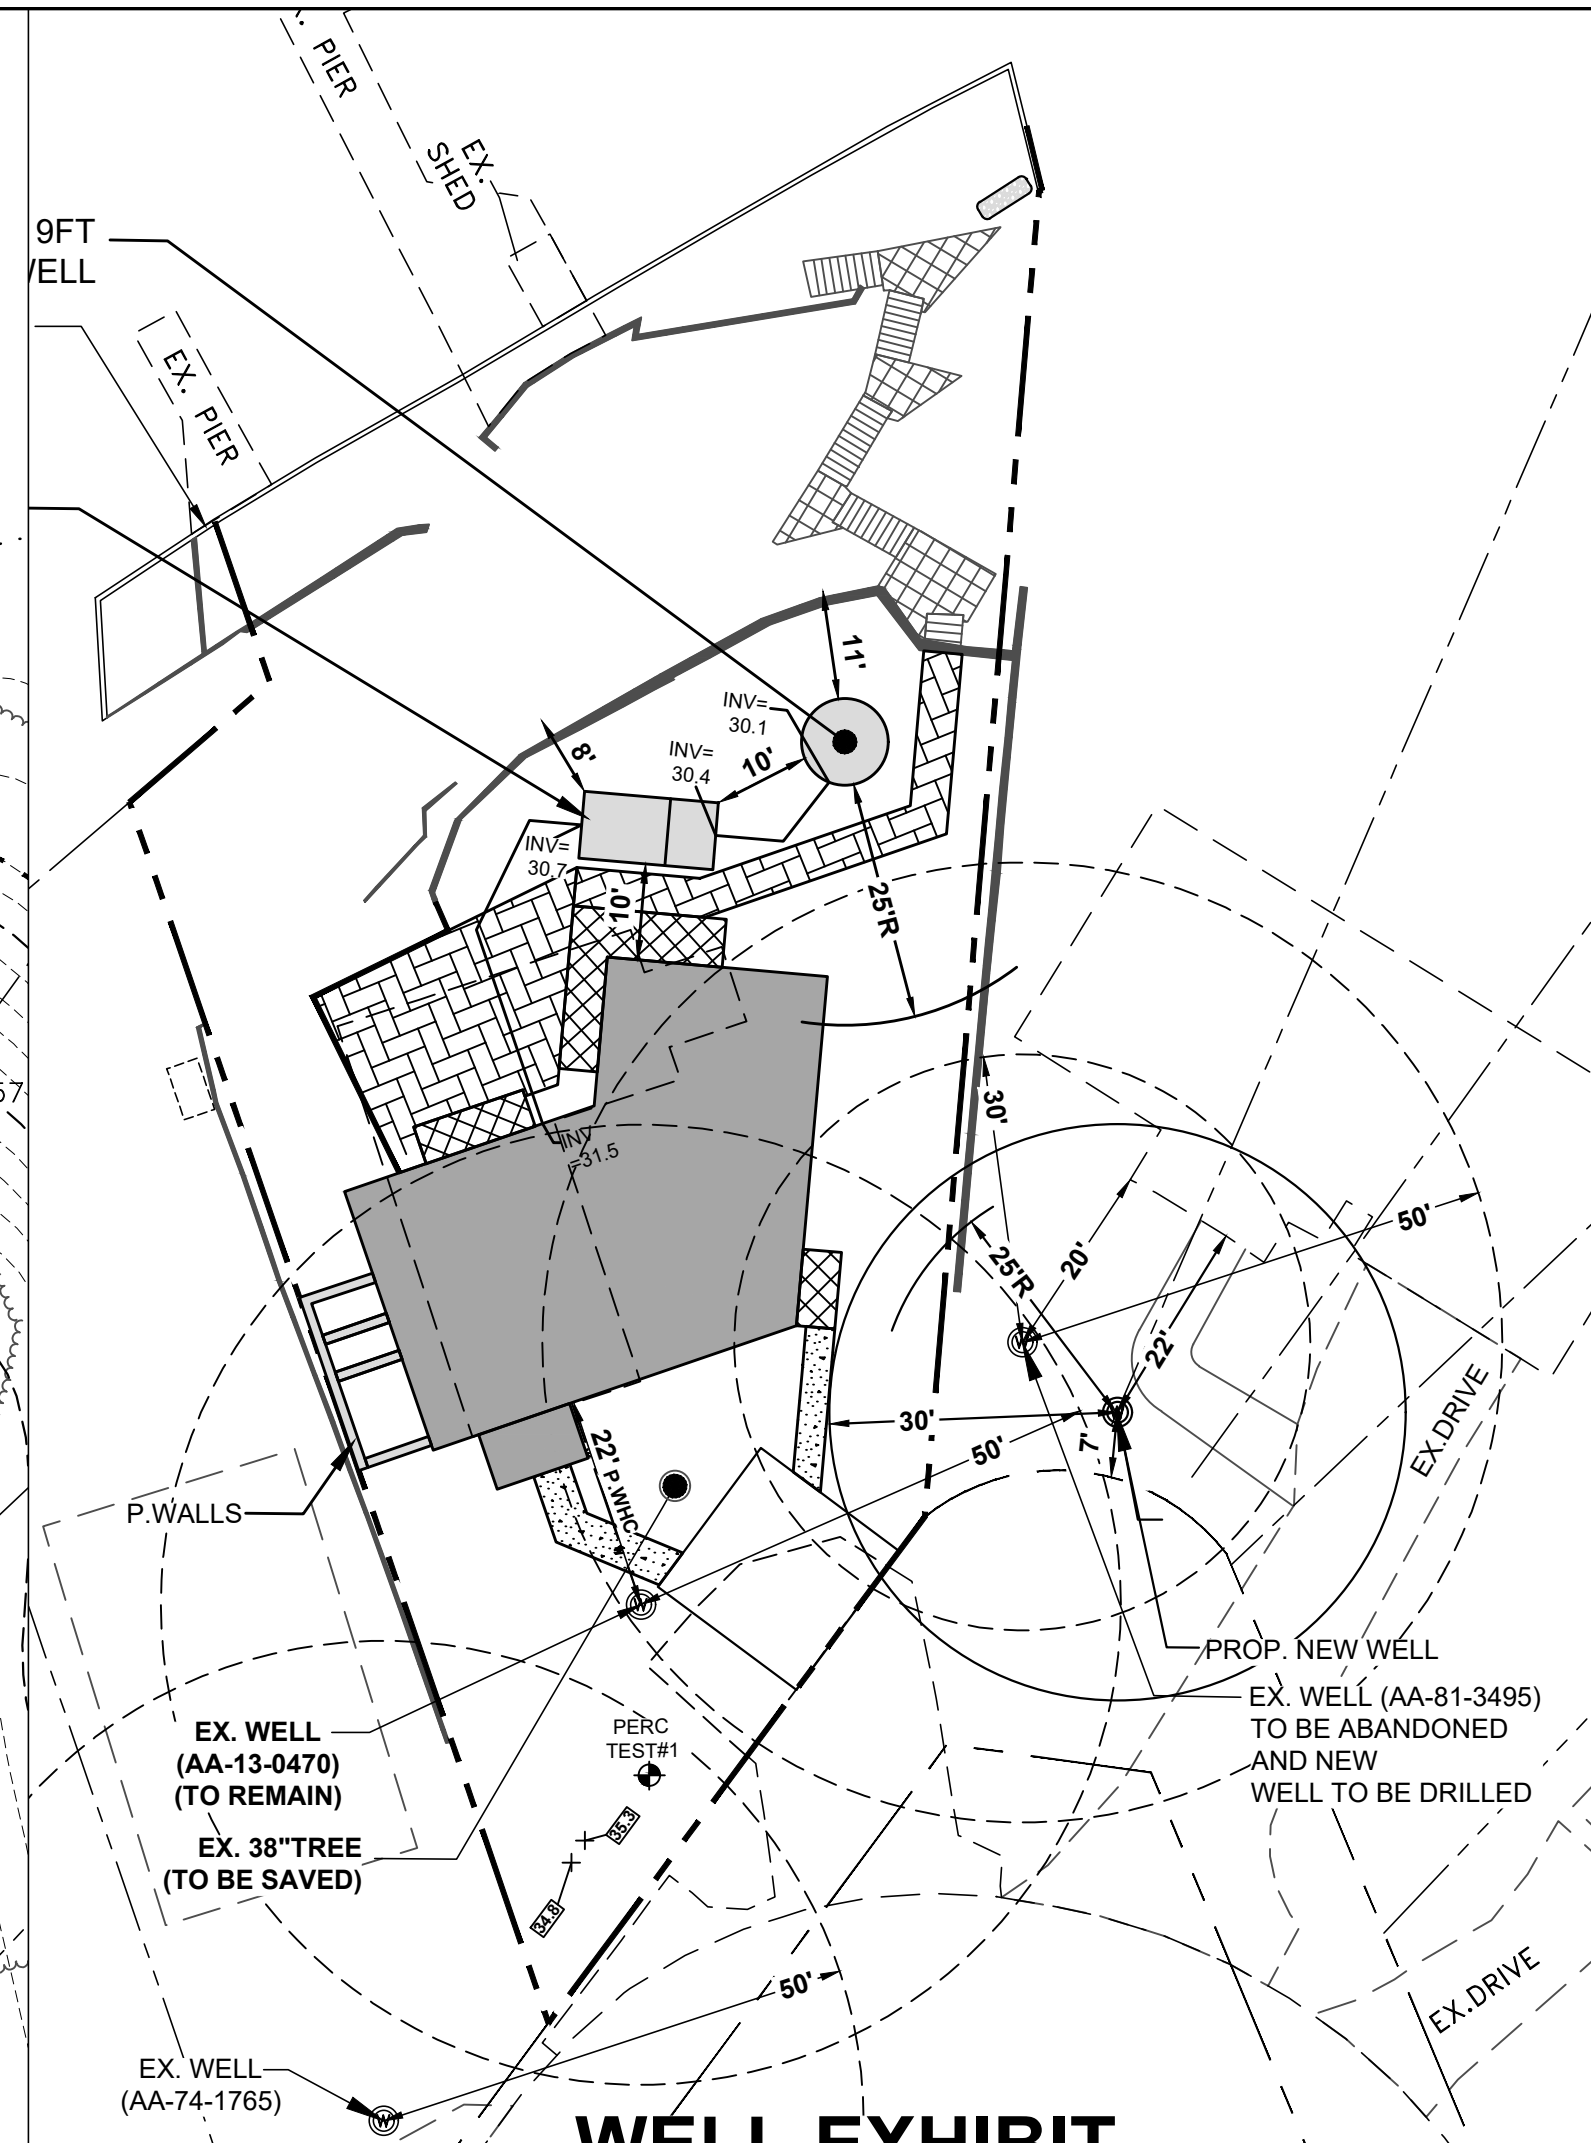 PIER
EX.
SHED
9FT
EX. PIER
11'
INV=
30.1
8'
INV=
30.4
10'
INV=
30.7
10'
25'R
30'
INV
=31.5
50'
20'
25'R
22'
30'
50'
7'
EX.DRIVE
22' P.WHC
P.WALLS
W
W
W
PROP. NEW WELL
EX. WELL (AA-81-3495)
TO BE ABANDONED
AND NEW
WELL TO BE DRILLED
EX. WELL
(AA-13-0470)
(TO REMAIN)
PERC
TEST#1
EX. 38"TREE
(TO BE SAVED)
35.3
34.8
50'
EX.DRIVE
EX. WELL
(AA-74-1765)
W
WELL EXHIBIT